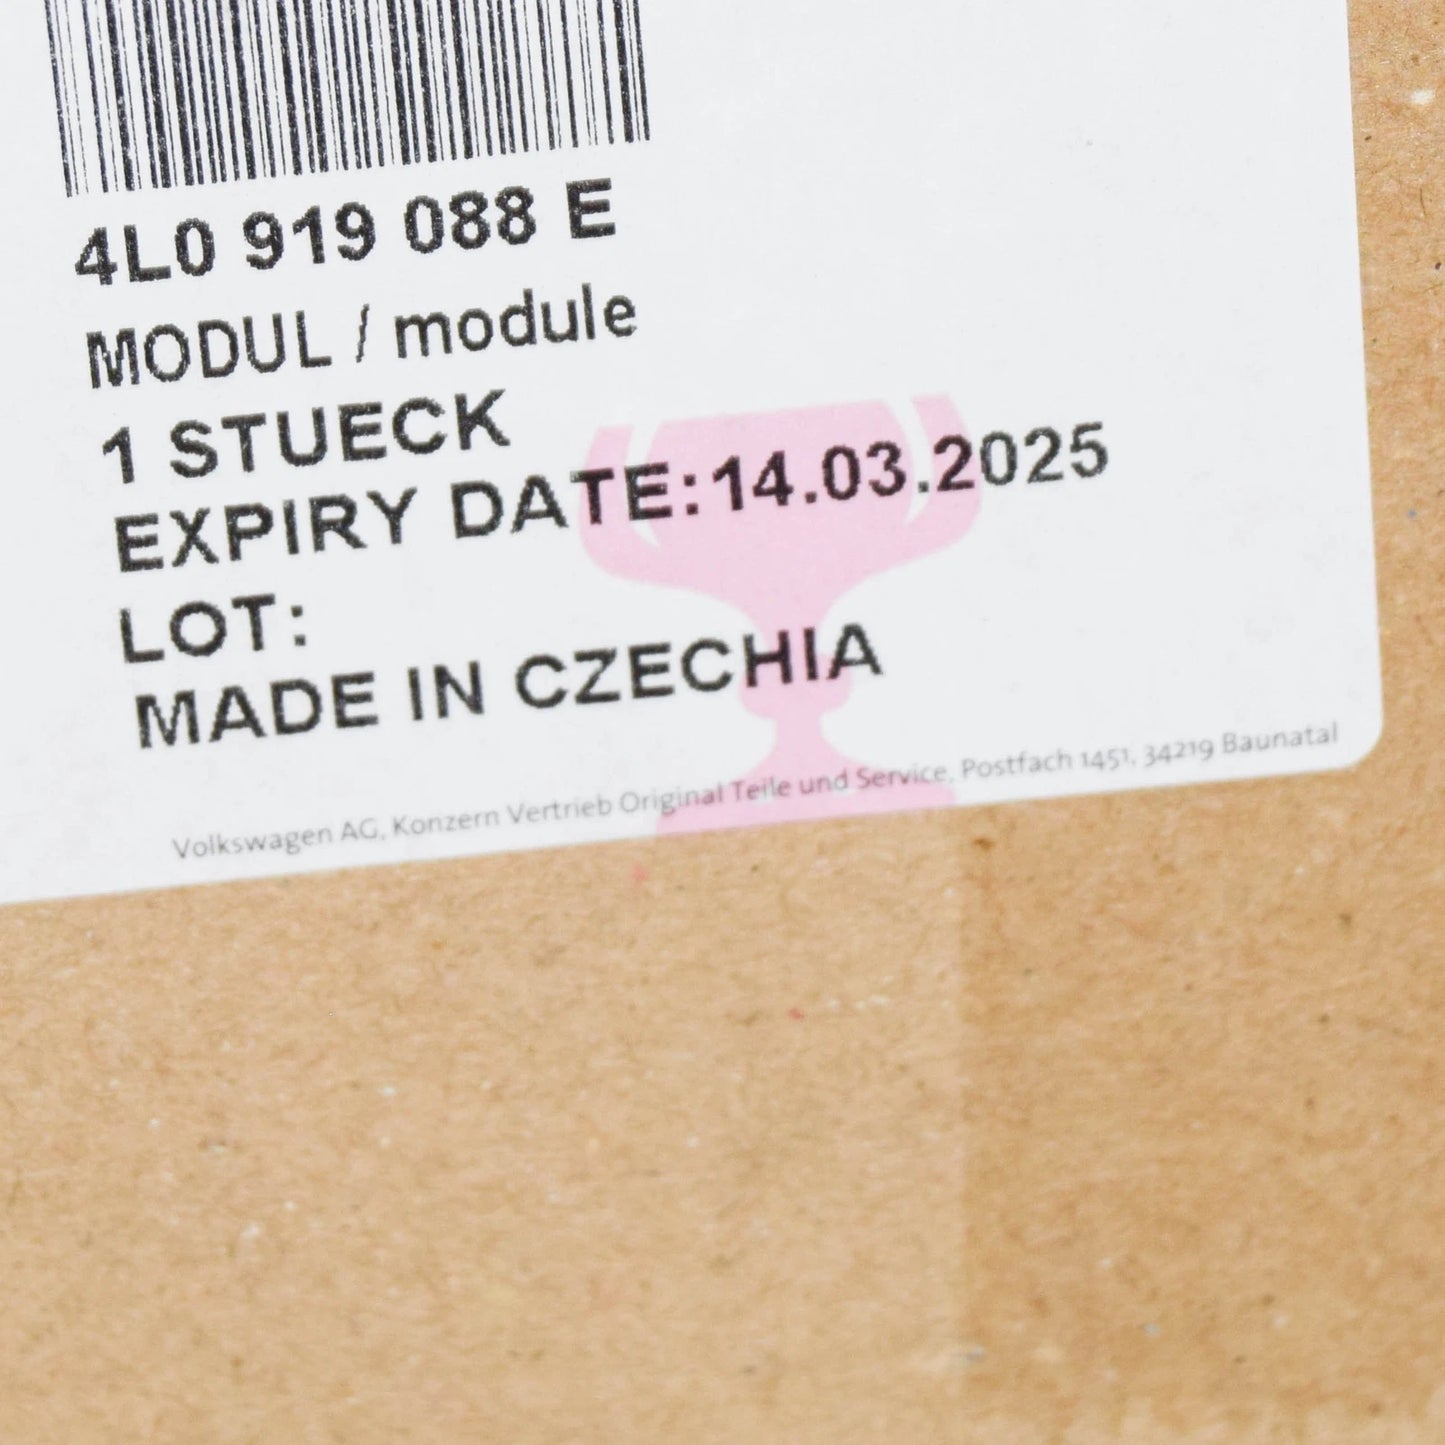 4L0 919 088 E
MODUL / module
1 STUECK
EXPIRY DATE:14.03.2025
LOT:
MADE IN CZECHIA
Volkswagen AG, Konzern Vertrieb Original Teile und Service, Postfach 1451, 34219 Baunatal